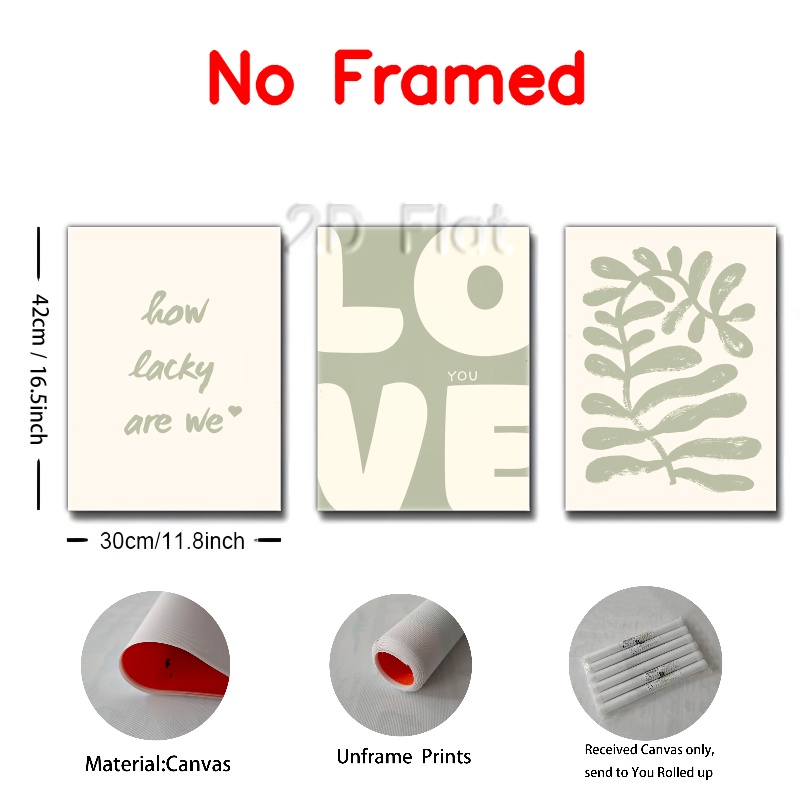 No Framed
2D Flat
42cm / 16.5inch
how
lacky
are we
LO
YOU
VE
30cm/11.8inch
Material:Canvas
Unframe Prints
Received Canvas only,
send to You Rolled up